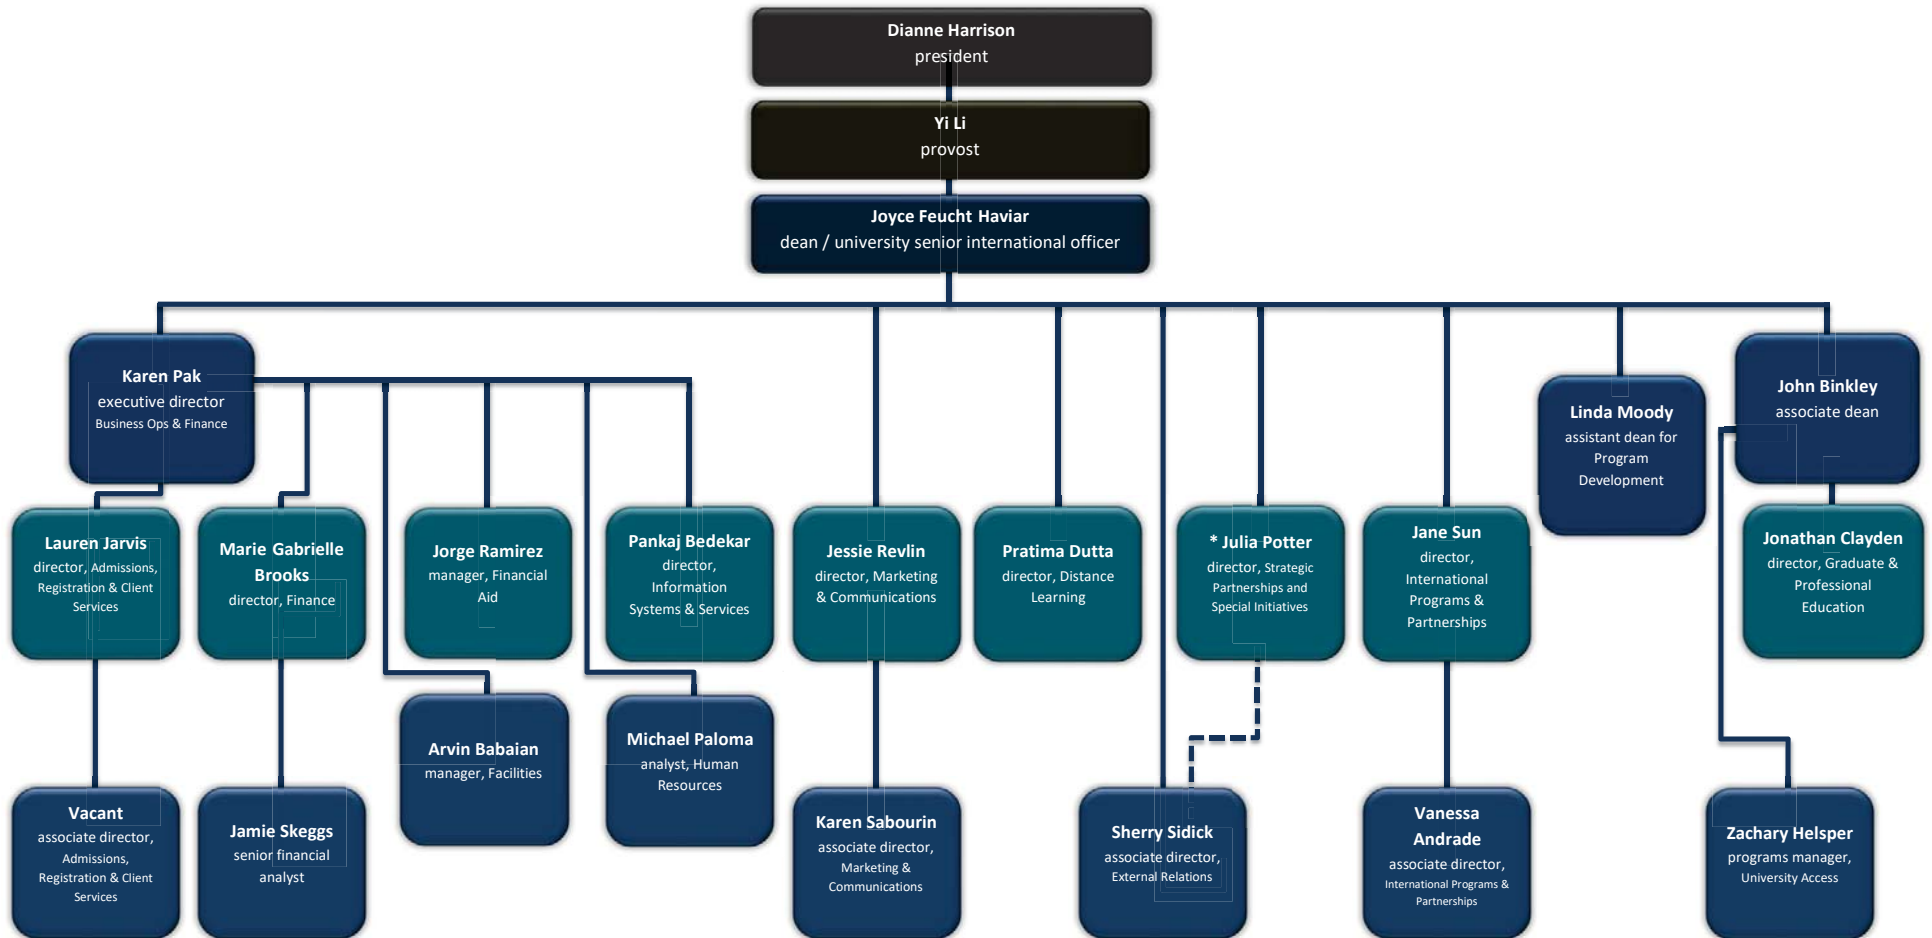 Dianne Harrison
president
Yi Li
provost
Joyce Feucht Haviar
dean / university senior international officer
Karen Pak
executive director
Business Ops & Finance
Linda Moody
assistant dean for
Program
Development
John Binkley
associate dean
Lauren Jarvis
director, Admissions,
Registration & Client
Services
Marie Gabrielle
Brooks
director, Finance
Jorge Ramirez
manager, Financial
Aid
Pankaj Bedekar
director,
Information
Systems & Services
Jessie Revlin
director, Marketing
& Communications
Pratima Dutta
director, Distance
Learning
* Julia Potter
director, Strategic
Partnerships and
Special Initiatives
Jane Sun
director,
International
Programs &
Partnerships
Jonathan Clayden
director, Graduate &
Professional
Education
Arvin Babaian
manager, Facilities
Michael Paloma
analyst, Human
Resources
Vacant
associate director,
Admissions,
Registration & Client
Services
Jamie Skeggs
senior financial
analyst
Karen Sabourin
associate director,
Marketing &
Communications
Sherry Sidick
associate director,
External Relations
Vanessa
Andrade
associate director,
International Programs &
Partnerships
Zachary Helsper
programs manager,
University Access